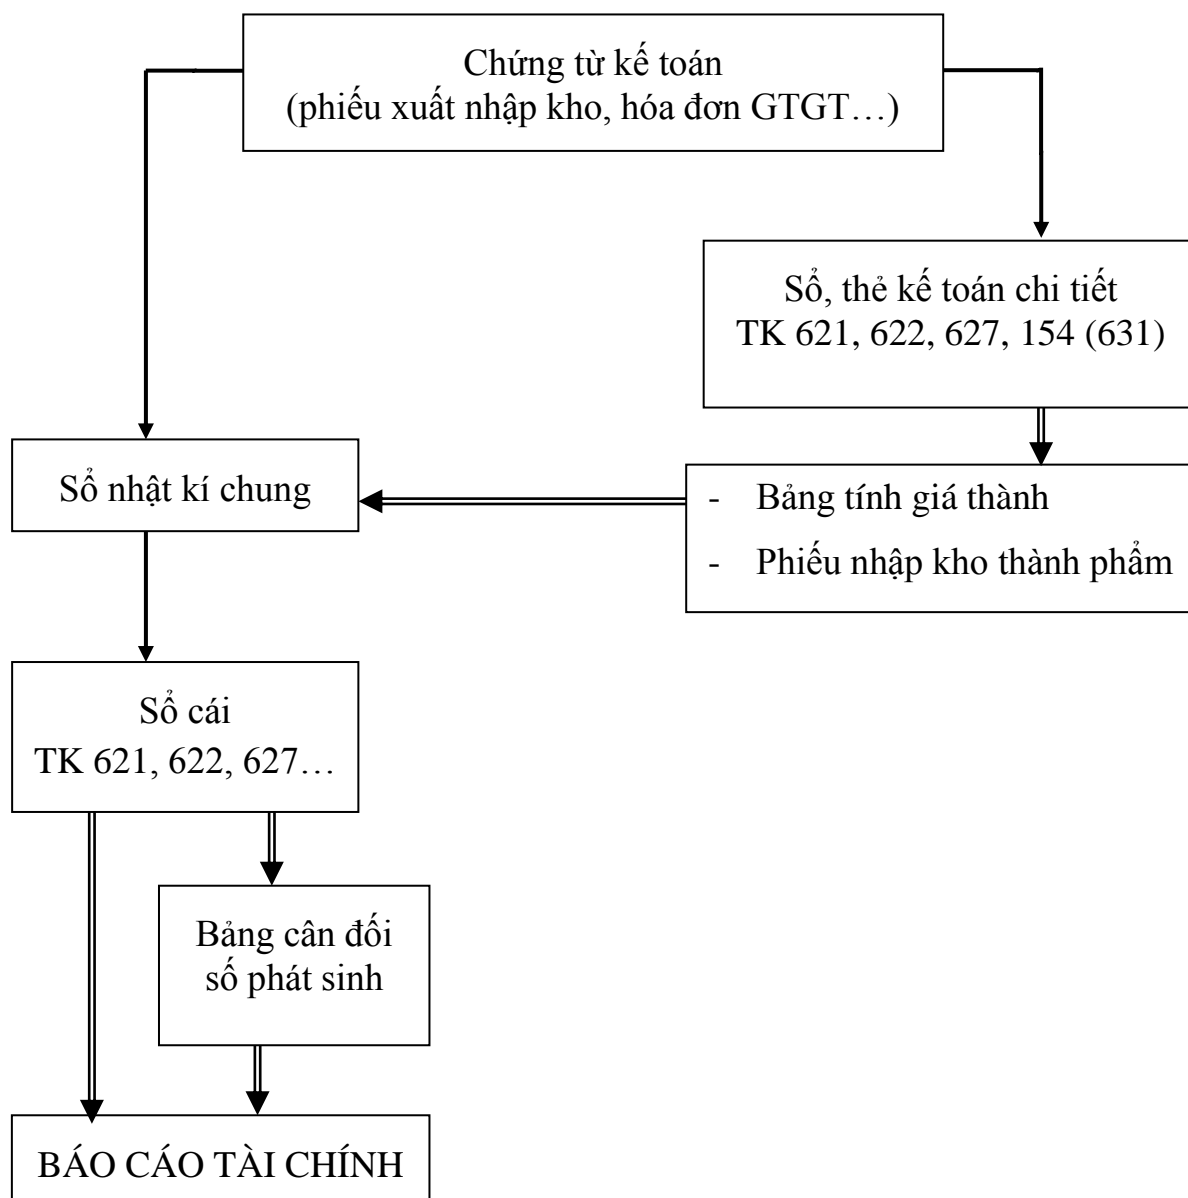 Chứng từ kế toán
(phiếu xuất nhập kho, hóa đơn GTGT…)
Sổ, thẻ kế toán chi tiết
TK 621, 622, 627, 154 (631)
Sổ nhật kí chung
- Bảng tính giá thành
- Phiếu nhập kho thành phẩm
Sổ cái
TK 621, 622, 627…
Bảng cân đối
số phát sinh
BÁO CÁO TÀI CHÍNH